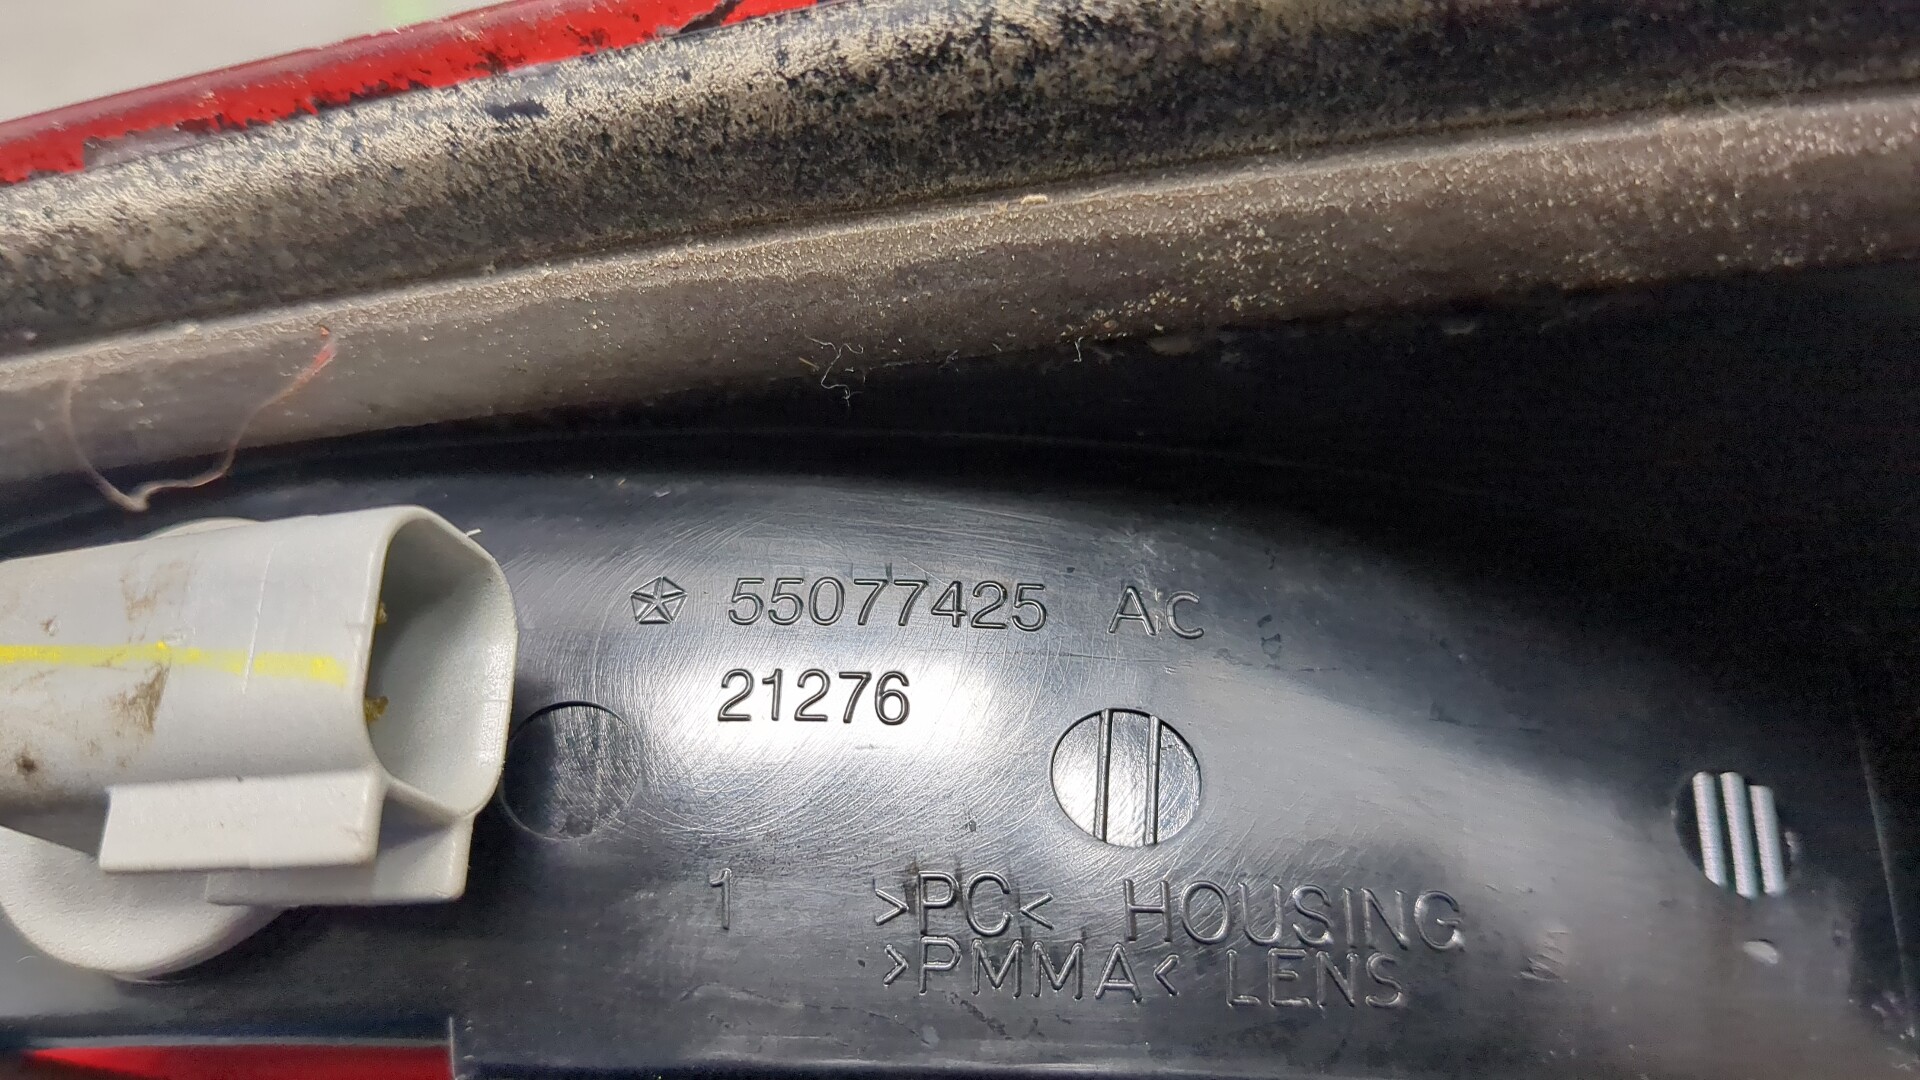 55077425 AC
21276
1 >PC< HOUSING
>PMMA< LENS